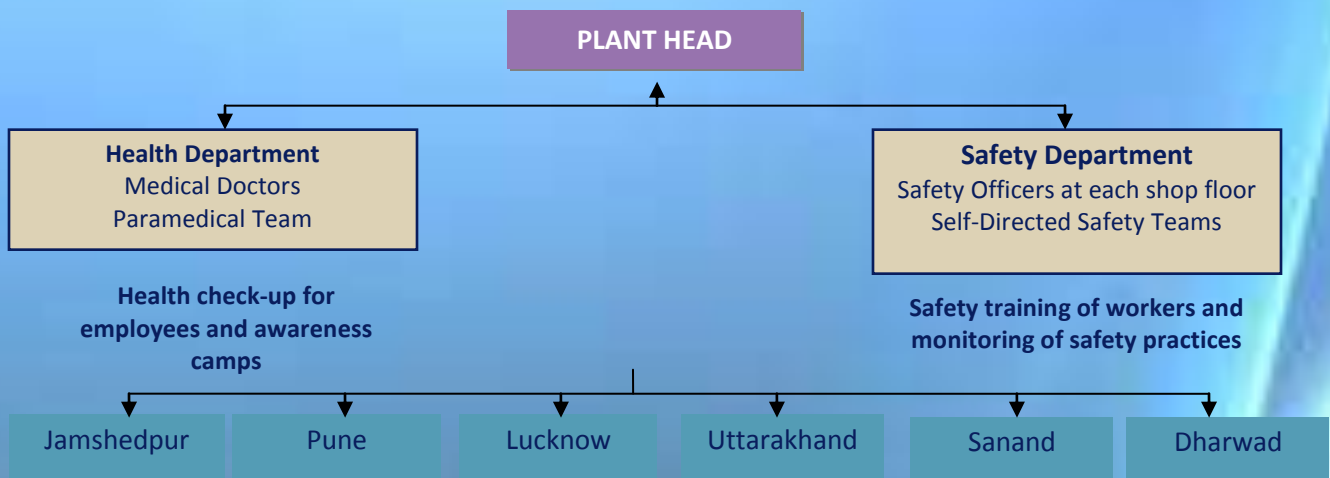 PLANT HEAD
Health Department
Medical Doctors
Paramedical Team
Safety Department
Safety Officers at each shop floor
Self-Directed Safety Teams
Health check-up for
employees and awareness
camps
Safety training of workers and
monitoring of safety practices
Jamshedpur
Pune
Lucknow
Uttarakhand
Sanand
Dharwad